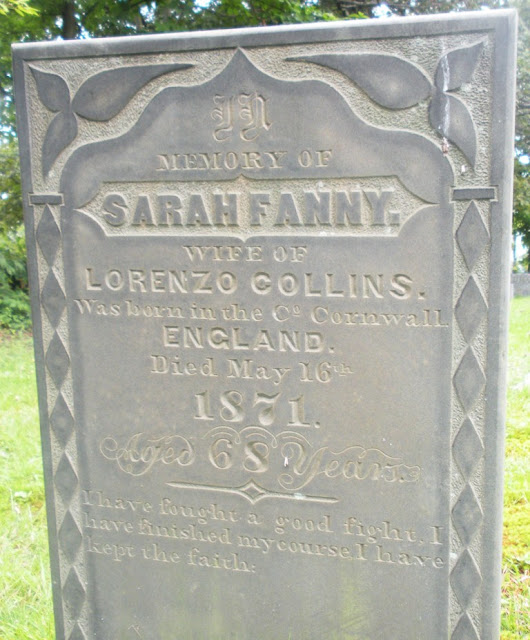 IN
MEMORY OF
SARAH FANNY.
WIFE OF
LORENZO COLLINS.
Was born in the Co Cornwall
ENGLAND.
Died May 16th
1871.
Aged 68 Years.
I have fought a good fight, I
have finished my course I have
kept the faith: